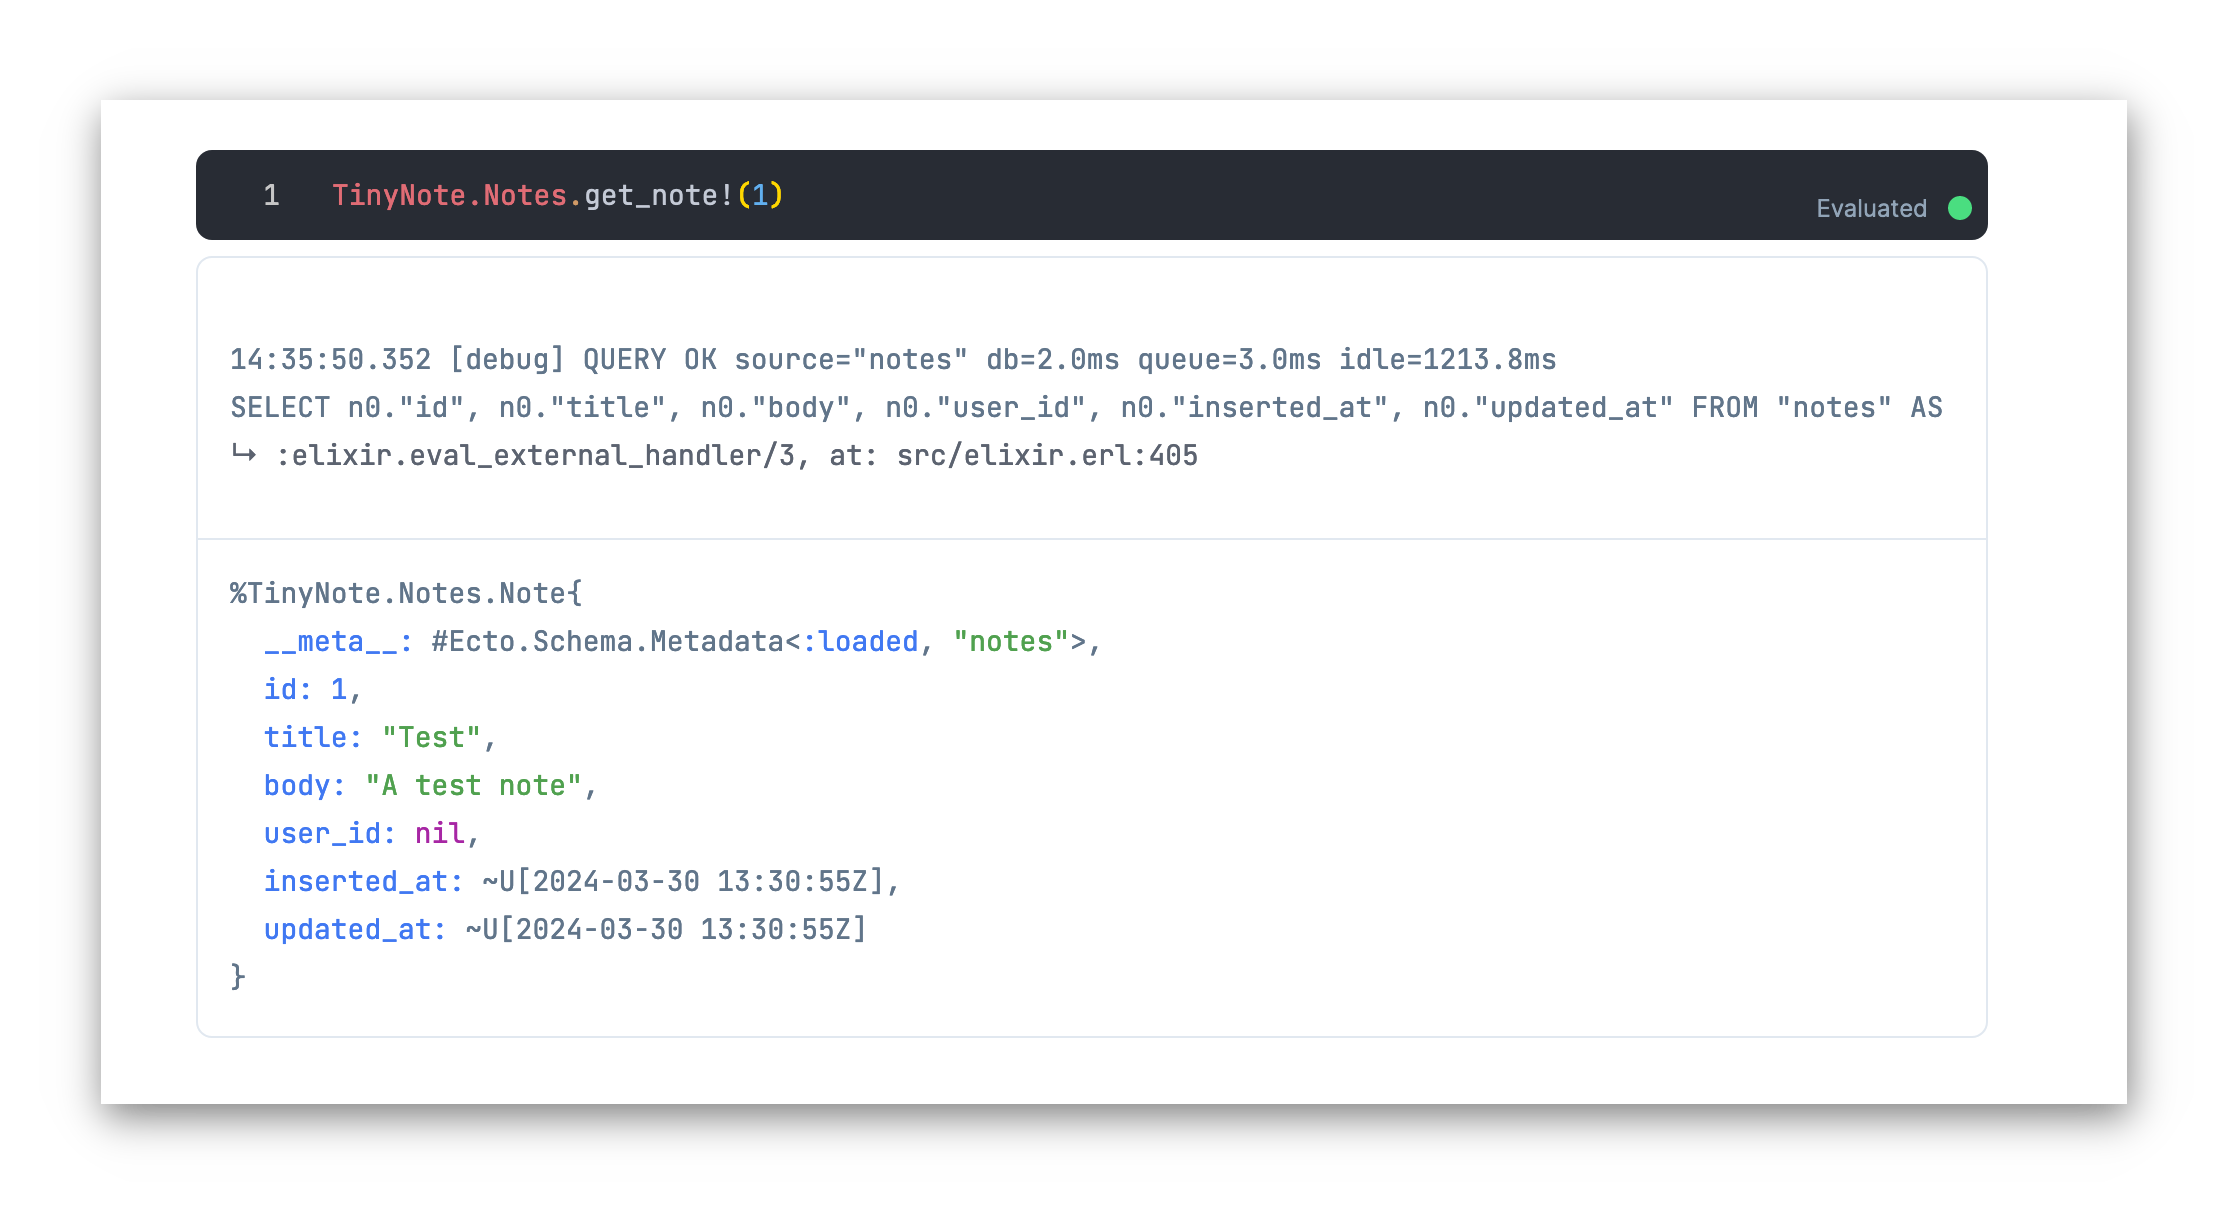 1 TinyNote.Notes.get_note!(1)
Evaluated
14:35:50.352 [debug] QUERY OK source="notes" db=2.0ms queue=3.0ms idle=1213.8ms
SELECT n0."id", n0."title", n0."body", n0."user_id", n0."inserted_at", n0."updated_at" FROM "notes" AS
↳ :elixir.eval_external_handler/3, at: src/elixir.erl:405
%TinyNote.Notes.Note{
  __meta__: #Ecto.Schema.Metadata<:loaded, "notes">,
  id: 1,
  title: "Test",
  body: "A test note",
  user_id: nil,
  inserted_at: ~U[2024-03-30 13:30:55Z],
  updated_at: ~U[2024-03-30 13:30:55Z]
}